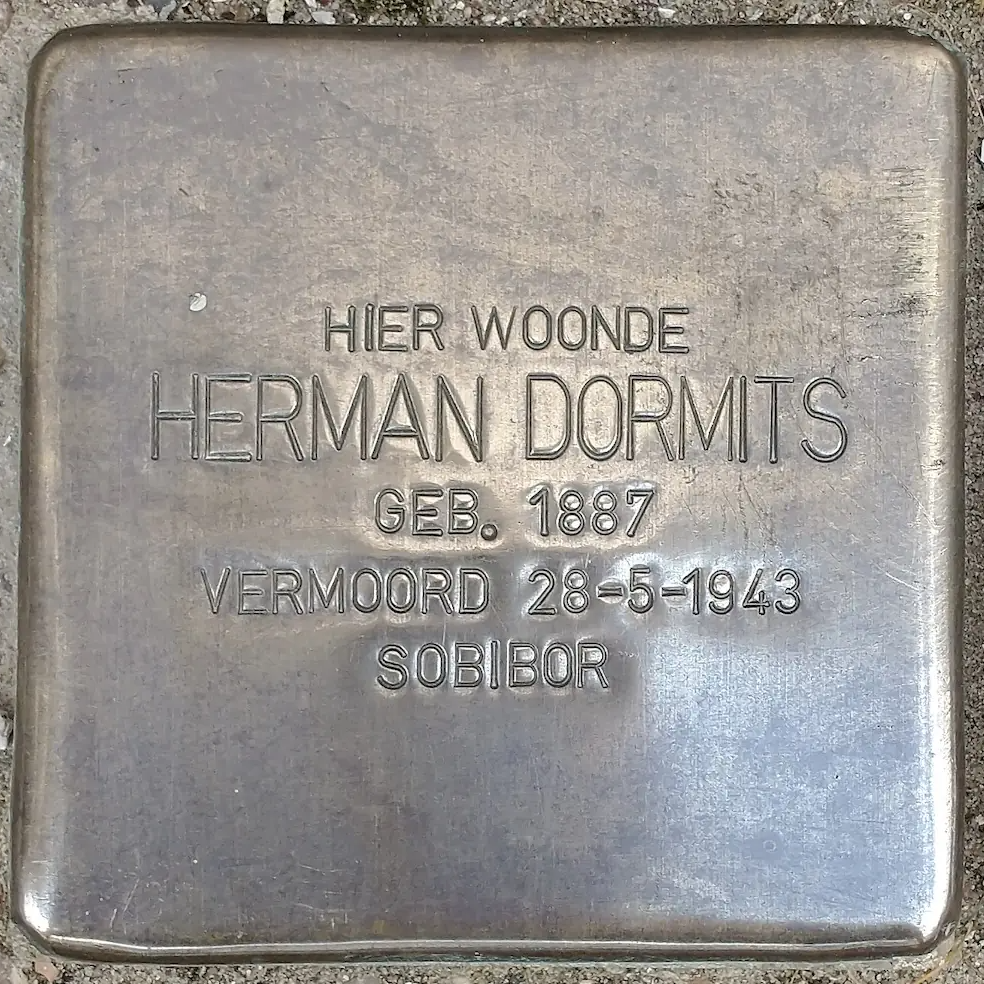 HIER WOONDE
HERMAN DORMITS
GEB. 1887
VERMOORD 28-5-1943
SOBIBOR